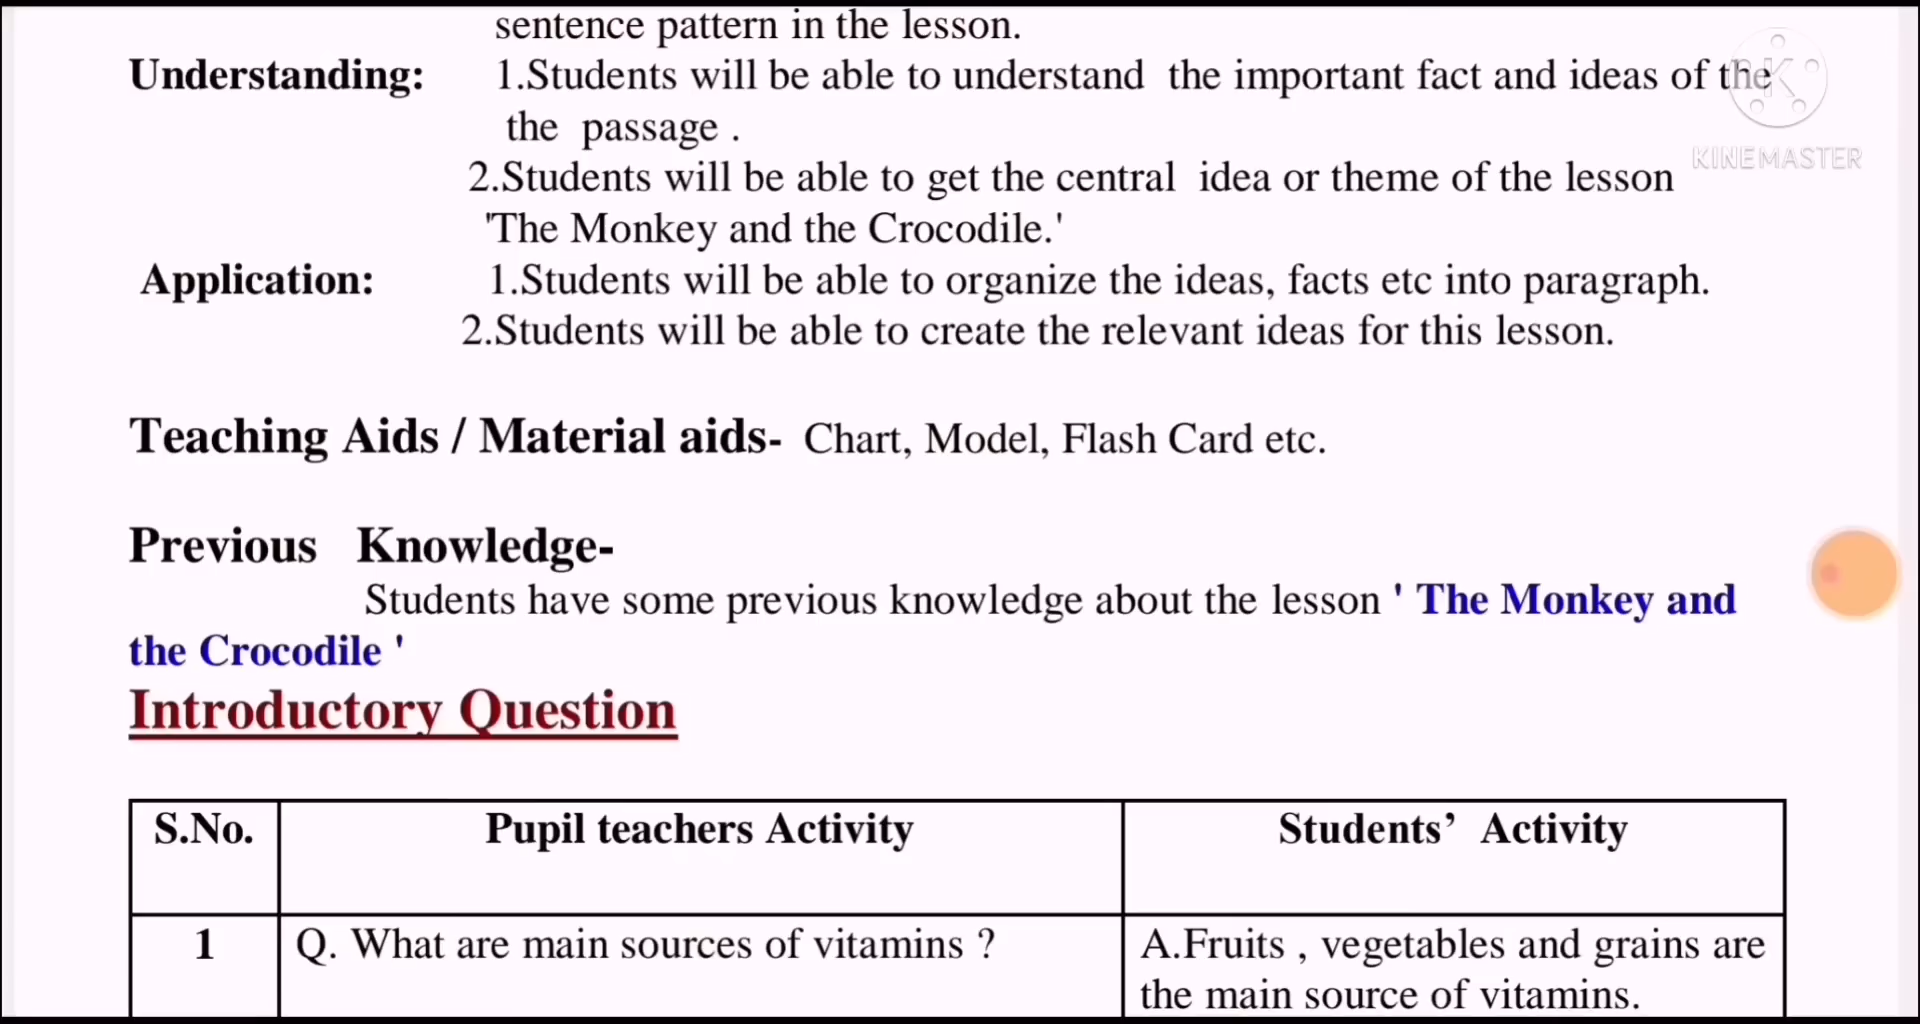 sentence pattern in the lesson.
Understanding: 1.Students will be able to understand the important fact and ideas of the
the passage .
2.Students will be able to get the central idea or theme of the lesson
'The Monkey and the Crocodile.'
Application: 1.Students will be able to organize the ideas, facts etc into paragraph.
2.Students will be able to create the relevant ideas for this lesson.
Teaching Aids / Material aids- Chart, Model, Flash Card etc.
Previous Knowledge-
Students have some previous knowledge about the lesson ' The Monkey and
the Crocodile '
Introductory Question
S.No. Pupil teachers Activity Students’ Activity
1 Q. What are main sources of vitamins ? A.Fruits , vegetables and grains are
the main source of vitamins.
K
KINEMASTER